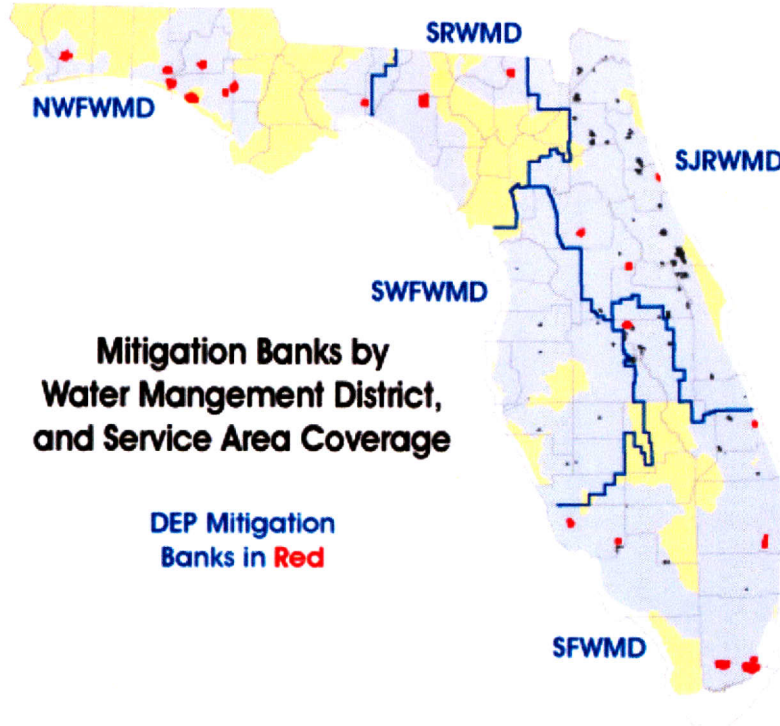 SRWMD
NWFWMD
SJRWMD
SWFWMD
Mitigation Banks by
Water Mangement District,
and Service Area Coverage
DEP Mitigation
Banks in Red
SFWMD